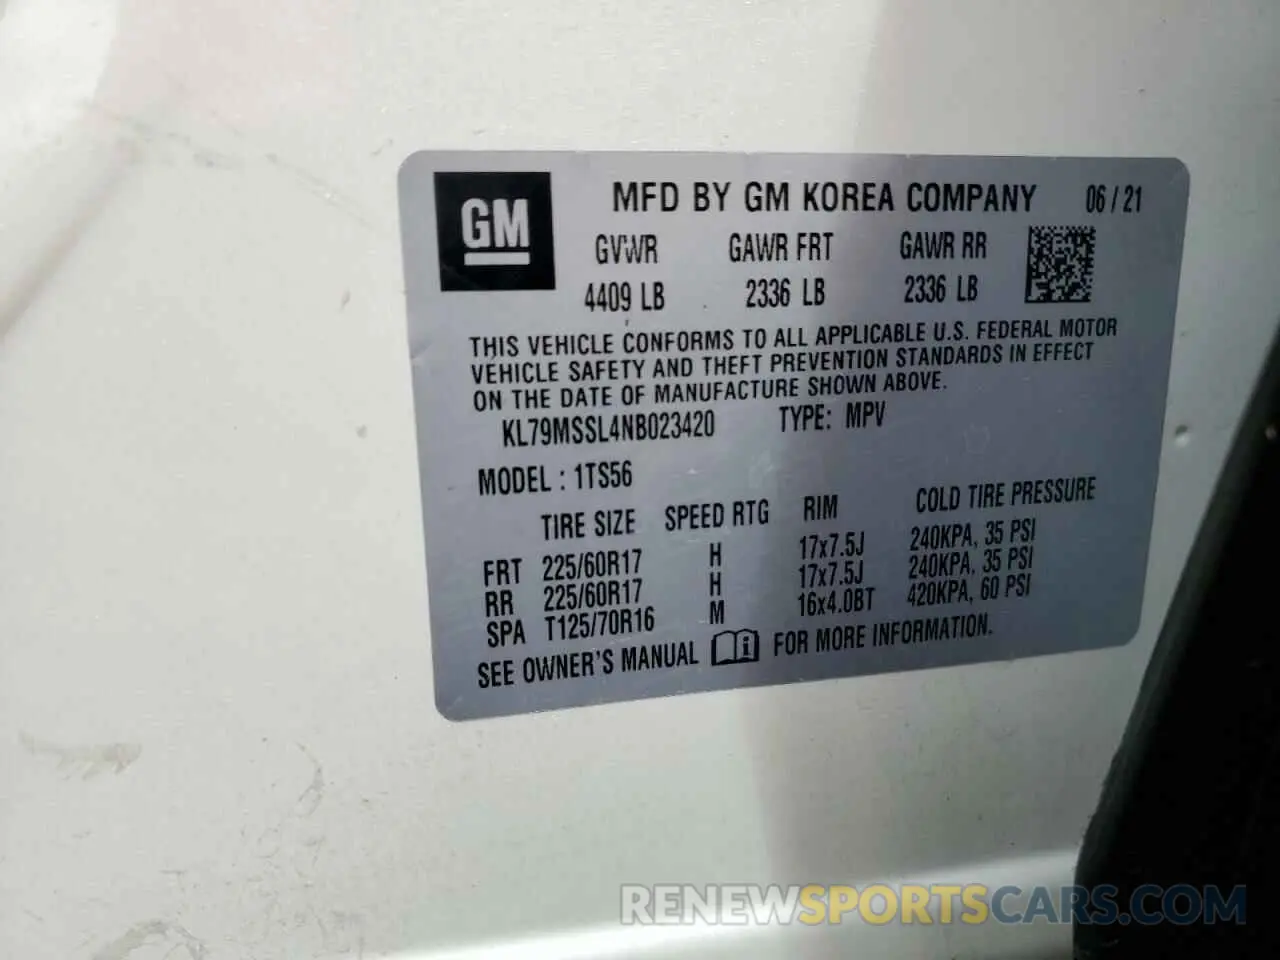 GM
MFD BY GM KOREA COMPANY 06 / 21
GVWR GAWR FRT GAWR RR
4409 LB 2336 LB 2336 LB
THIS VEHICLE CONFORMS TO ALL APPLICABLE U.S. FEDERAL MOTOR
VEHICLE SAFETY AND THEFT PREVENTION STANDARDS IN EFFECT
ON THE DATE OF MANUFACTURE SHOWN ABOVE.
KL79MSSL4NB023420 TYPE: MPV
MODEL : 1TS56
TIRE SIZE SPEED RTG RIM COLD TIRE PRESSURE
FRT 225/60R17 H 17x7.5J 240KPA, 35 PSI
RR 225/60R17 H 17x7.5J 240KPA, 35 PSI
SPA T125/70R16 M 16x4.0BT 420KPA, 60 PSI
SEE OWNER'S MANUAL FOR MORE INFORMATION.
RENEWSPORTSCARS.COM